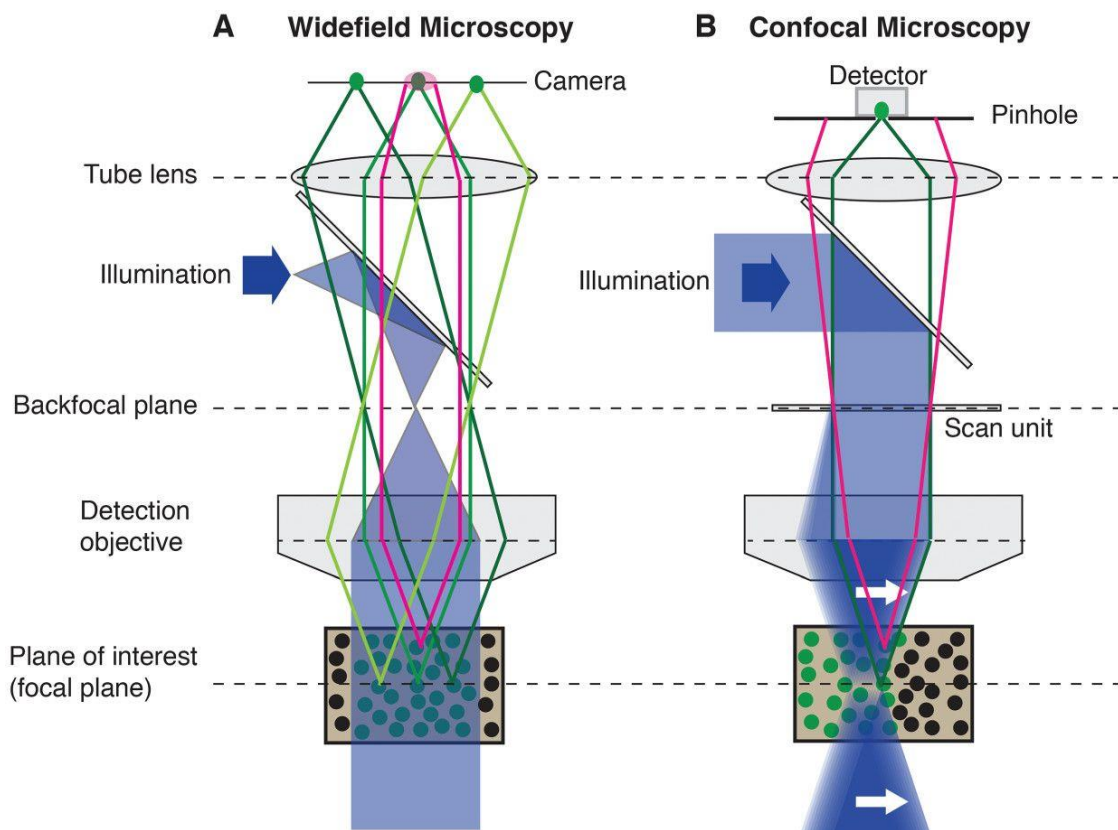 A Widefield Microscopy
B Confocal Microscopy
Camera
Detector
Pinhole
Tube lens
Illumination
Illumination
Backfocal plane
Scan unit
Detection
objective
Plane of interest
(focal plane)